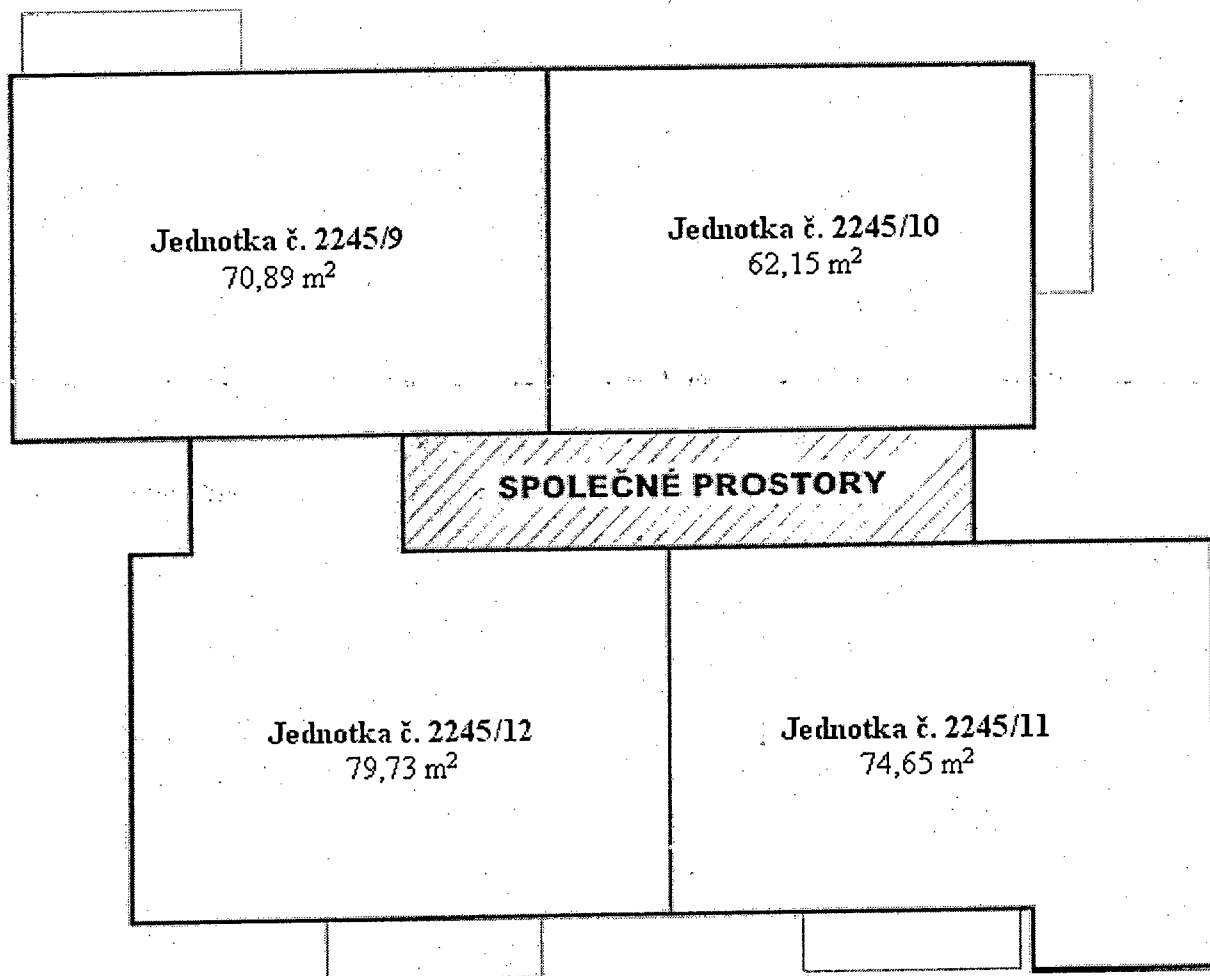 Jednotka č. 2245/9
70,89 m²
Jednotka č. 2245/10
62,15 m²
SPOLEČNÉ PROSTORY
Jednotka č. 2245/12
79,73 m²
Jednotka č. 2245/11
74,65 m²